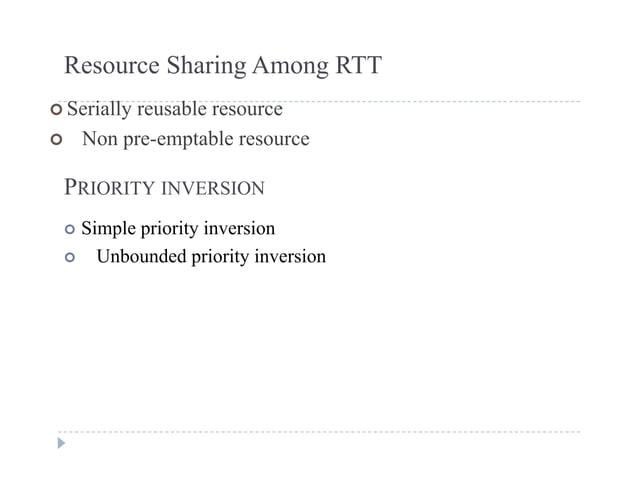 Resource Sharing Among RTT
Serially reusable resource
Non pre-emptable resource
PRIORITY INVERSION
Simple priority inversion
Unbounded priority inversion